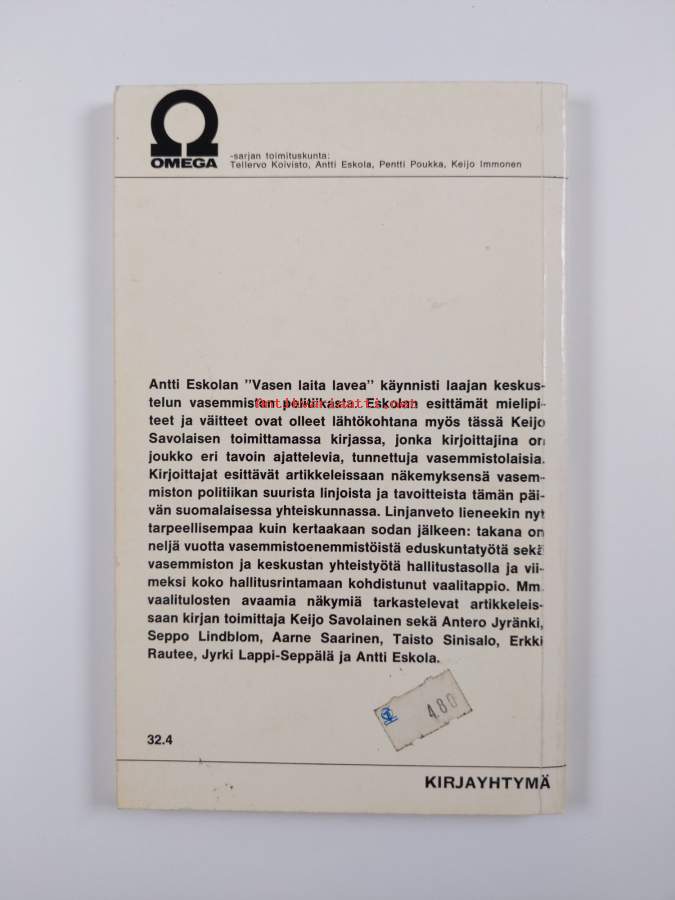 OMEGA
-sarjan toimituskunta:
Tellervo Koivisto, Antti Eskola, Pentti Poukka, Keijo Immonen
Antti Eskolan "Vasen laita lavea" käynnisti laajan keskus-
telun vasemmistan politiikasta. Eskolan esittämät mielipi-
teet ja väitteet ovat olleet lähtökohtana myös tässä Keijo
Savolaisen toimittamassa kirjassa, jonka kirjoittajina on
joukko eri tavoin ajattelevia, tunnettuja vasemmistolaisia.
Kirjoittajat esittävät artikkeleissaan näkemyksensä vasem-
miston politiikan suurista linjoista ja tavoitteista tämän päi-
vän suomalaisessa yhteiskunnassa. Linjanveto lieneekin nyt
tarpeellisempaa kuin kertaakaan sodan jälkeen: takana on
neljä vuotta vasemmistoenemmistöistä eduskuntatyötä sekä
vasemmiston ja keskustan yhteistyötä hallitustasolla ja vii-
meksi koko hallitusrintamaan kohdistunut vaalitappio. Mm.
vaalitulosten avaamia näkymiä tarkastelevat artikkeleis-
saan kirjan toimittaja Keijo Savolainen sekä Antero Jyränki,
Seppo Lindblom, Aarne Saarinen, Taisto Sinisalo, Erkki
Rautee, Jyrki Lappi-Seppälä ja Antti Eskola.
480
32.4
KIRJAYHTYMÄ